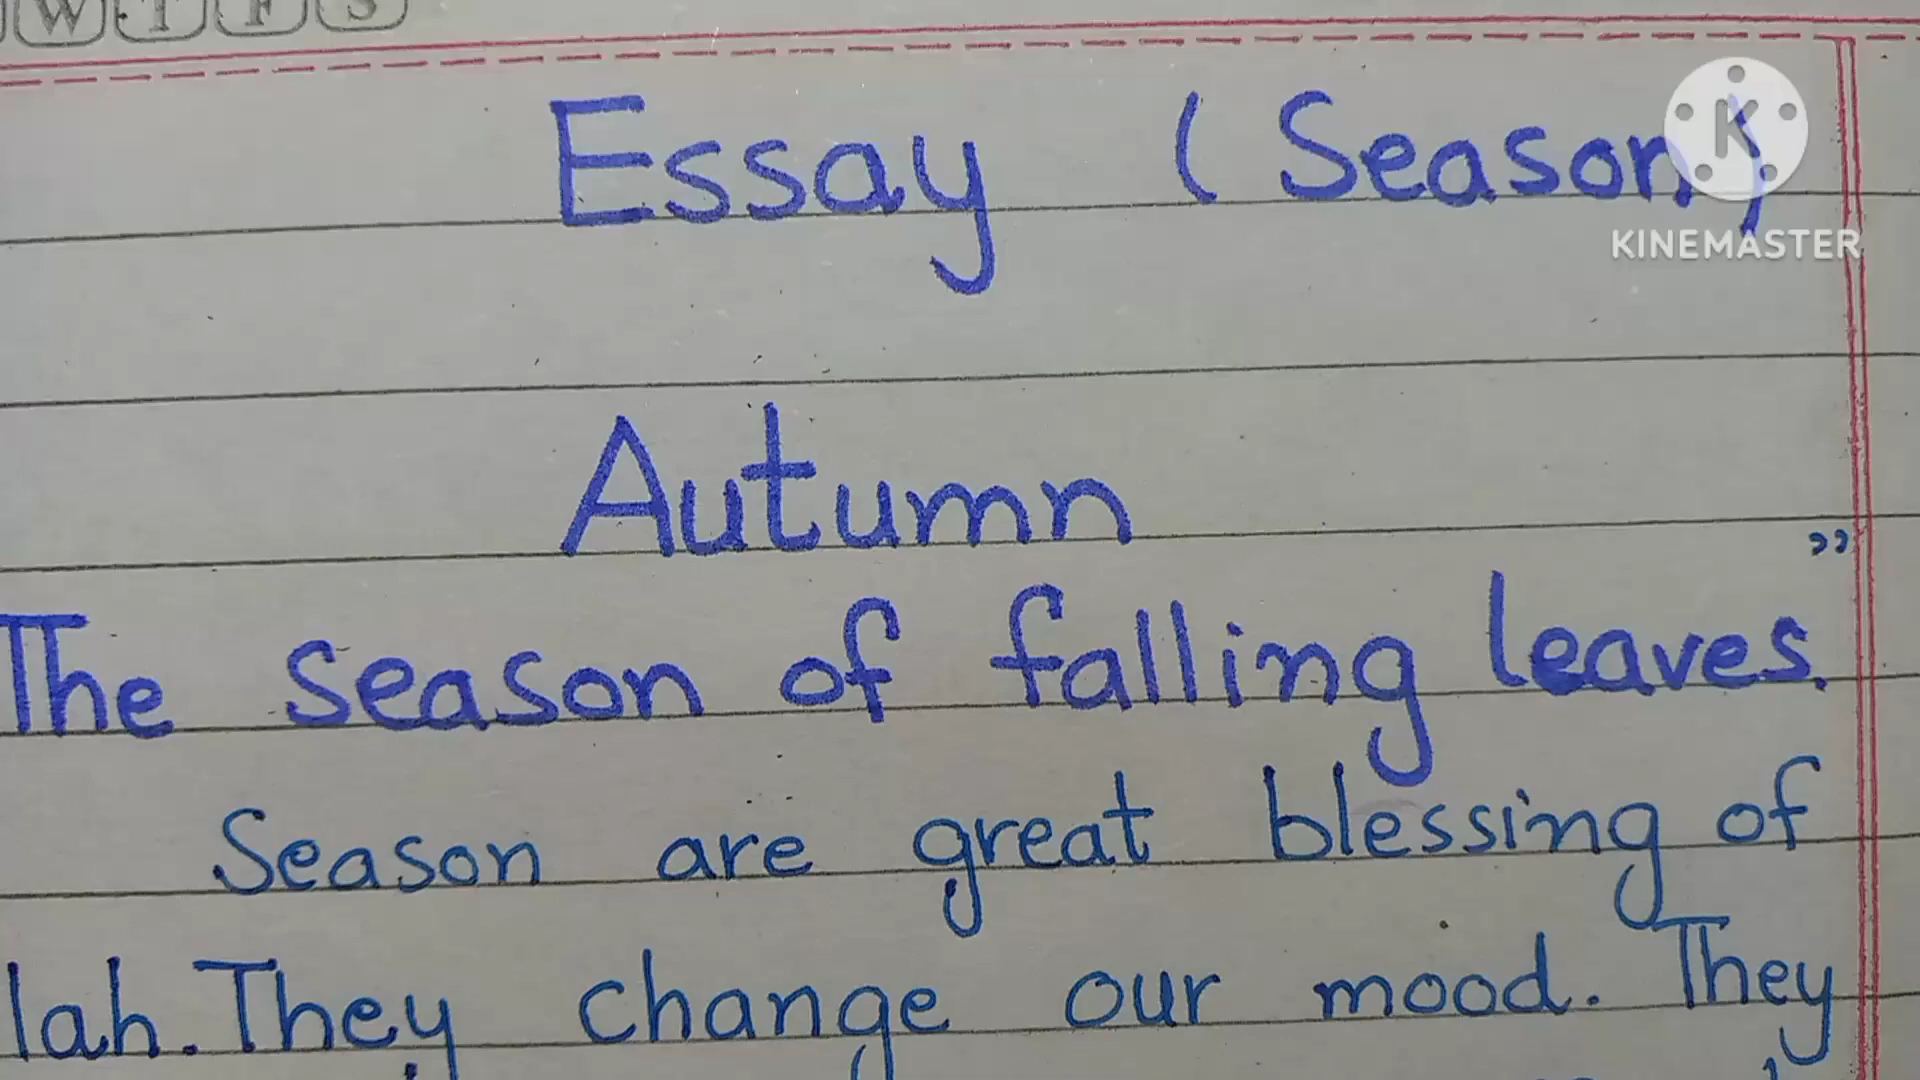 W T F S
Essay (Season)
KINEMASTER
Autumn
The season of falling leaves."
Season are great blessing of
lah. They change our mood. They